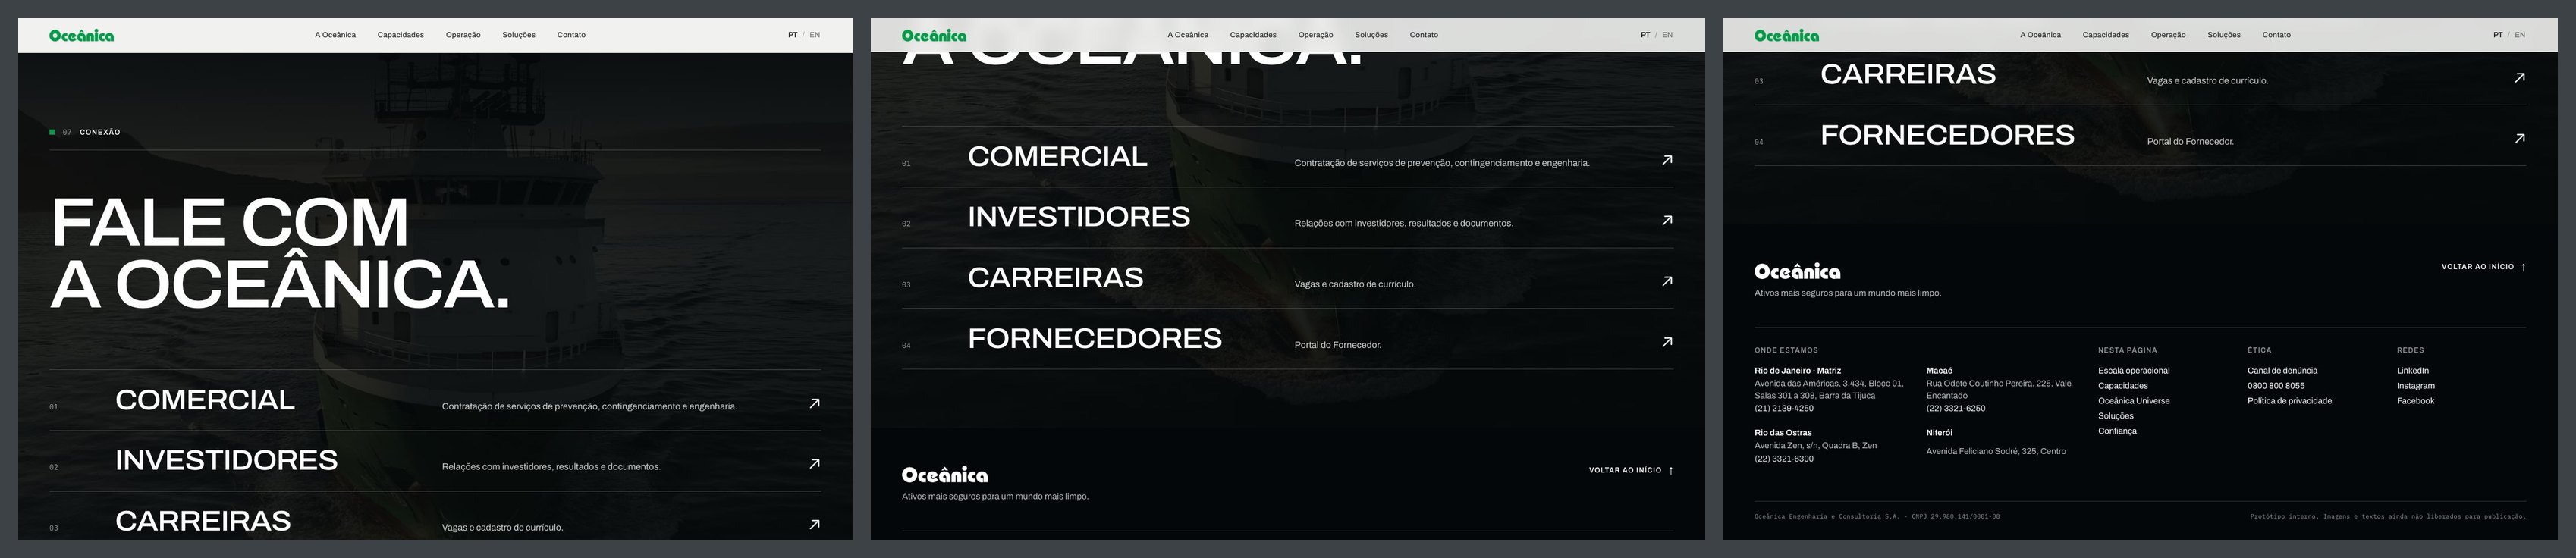 Oceânica
A Oceânica Capacidades Operação Soluções Contato
PT / EN
07 CONEXÃO
FALE COM
A OCEÂNICA.
01 COMERCIAL Contratação de serviços de prevenção, contingenciamento e engenharia.
02 INVESTIDORES Relações com investidores, resultados e documentos.
03 CARREIRAS Vagas e cadastro de currículo.
Oceânica
A Oceânica Capacidades Operação Soluções Contato
PT / EN
A OCEÂNICA.
01 COMERCIAL Contratação de serviços de prevenção, contingenciamento e engenharia.
02 INVESTIDORES Relações com investidores, resultados e documentos.
03 CARREIRAS Vagas e cadastro de currículo.
04 FORNECEDORES Portal do Fornecedor.
Oceânica
VOLTAR AO INÍCIO ↑
Ativos mais seguros para um mundo mais limpo.
Oceânica
A Oceânica Capacidades Operação Soluções Contato
PT / EN
03 CARREIRAS Vagas e cadastro de currículo.
04 FORNECEDORES Portal do Fornecedor.
Oceânica
VOLTAR AO INÍCIO ↑
Ativos mais seguros para um mundo mais limpo.
ONDE ESTAMOS
Rio de Janeiro · Matriz
Avenida das Américas, 3.434, Bloco 01,
Salas 301 a 308, Barra da Tijuca
(21) 2139-4250
Macaé
Rua Odete Coutinho Pereira, 225, Vale
Encantado
(22) 3321-6250
Rio das Ostras
Avenida Zen, s/n, Quadra B, Zen
(22) 3321-6300
Niterói
Avenida Feliciano Sodré, 325, Centro
NESTA PÁGINA
Escala operacional
Capacidades
Oceânica Universe
Soluções
Confiança
ÉTICA
Canal de denúncia
0800 800 8055
Política de privacidade
REDES
LinkedIn
Instagram
Facebook
Oceânica Engenharia e Consultoria S.A. · CNPJ 29.980.141/0001-08
Protótipo interno. Imagens e textos ainda não liberados para publicação.